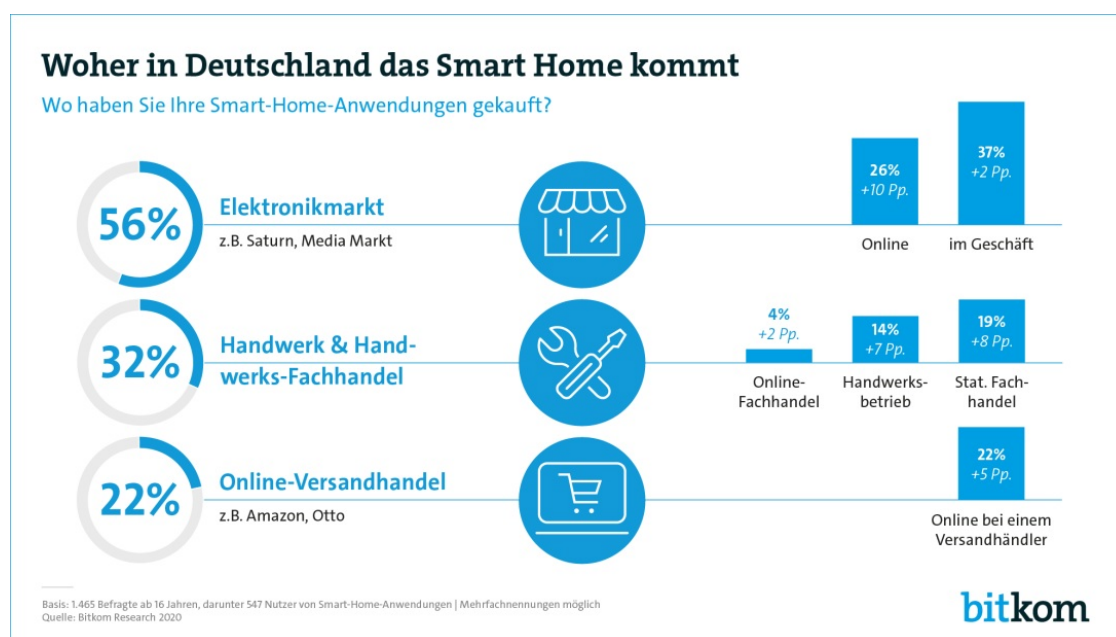 Woher in Deutschland das Smart Home kommt
Wo haben Sie Ihre Smart-Home-Anwendungen gekauft?
56%
Elektronikmarkt
z.B. Saturn, Media Markt
26%
+10 Pp.
Online
37%
+2 Pp.
im Geschäft
32%
Handwerk & Hand-
werks-Fachhandel
4%
+2 Pp.
Online-
Fachhandel
14%
+7 Pp.
Handwerks-
betrieb
19%
+8 Pp.
Stat. Fach-
handel
22%
Online-Versandhandel
z.B. Amazon, Otto
22%
+5 Pp.
Online bei einem
Versandhändler
Basis: 1.465 Befragte ab 16 Jahren, darunter 547 Nutzer von Smart-Home-Anwendungen | Mehrfachnennungen möglich
Quelle: Bitkom Research 2020
bitkom